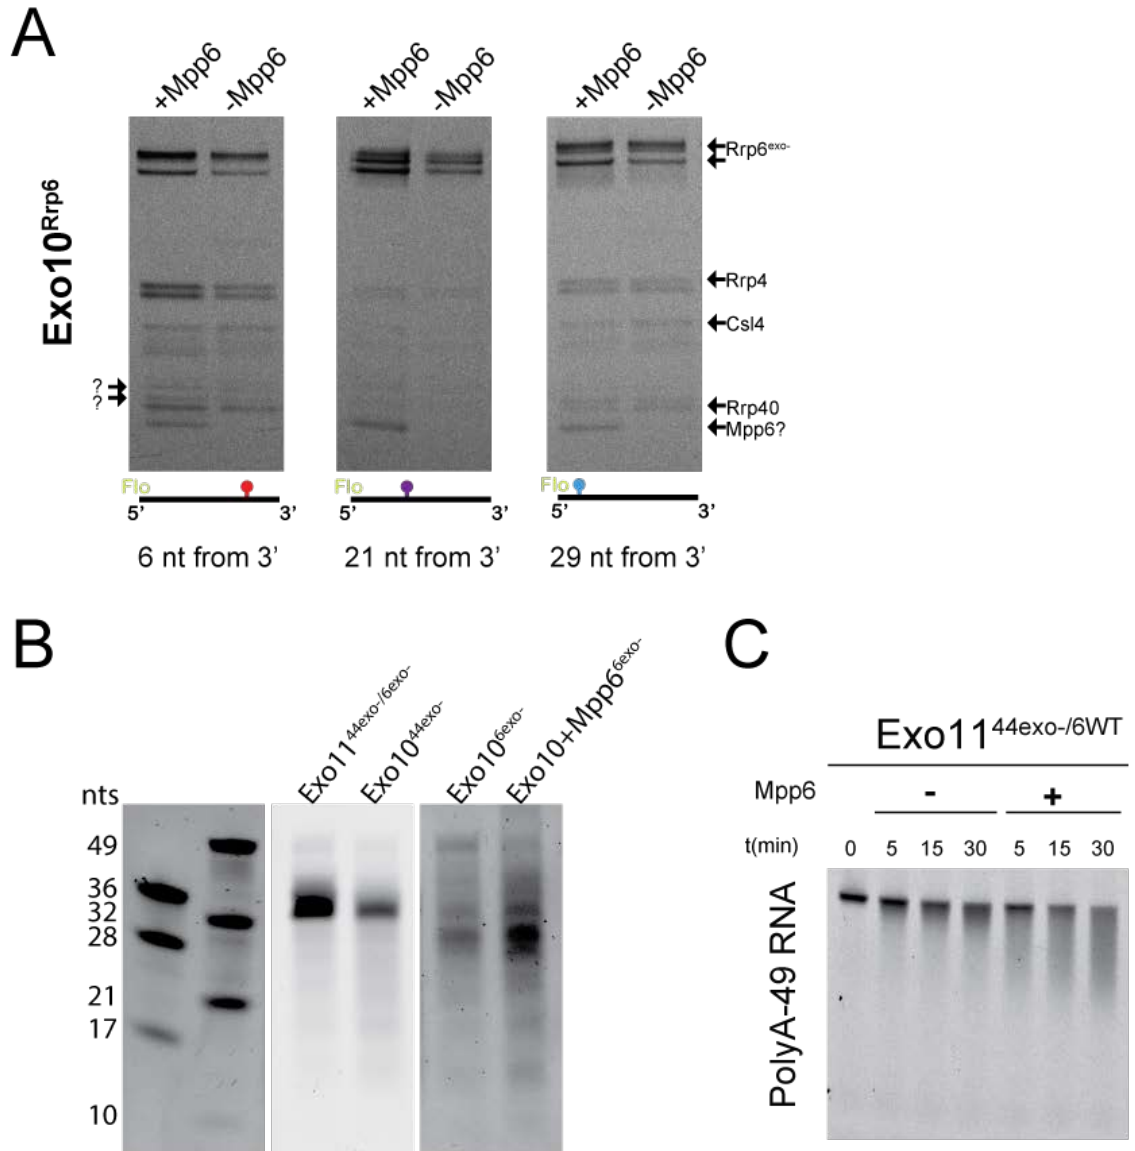 A
+Mpp6 -Mpp6 +Mpp6 -Mpp6 +Mpp6 -Mpp6
Exo10Rrp6
Rrp6exo-
Rrp4
Csl4
?
?
Rrp40
Mpp6?
Flo Flo Flo
5' 3' 5' 3' 5' 3'
6 nt from 3' 21 nt from 3' 29 nt from 3'
B
Exo1144exo-/6exo- Exo1044exo- Exo106exo- Exo10+Mpp66exo-
nts
49
36
32
28
21
17
10
C
Exo1144exo-/6WT
Mpp6 - +
t(min) 0 5 15 30 5 15 30
PolyA-49 RNA